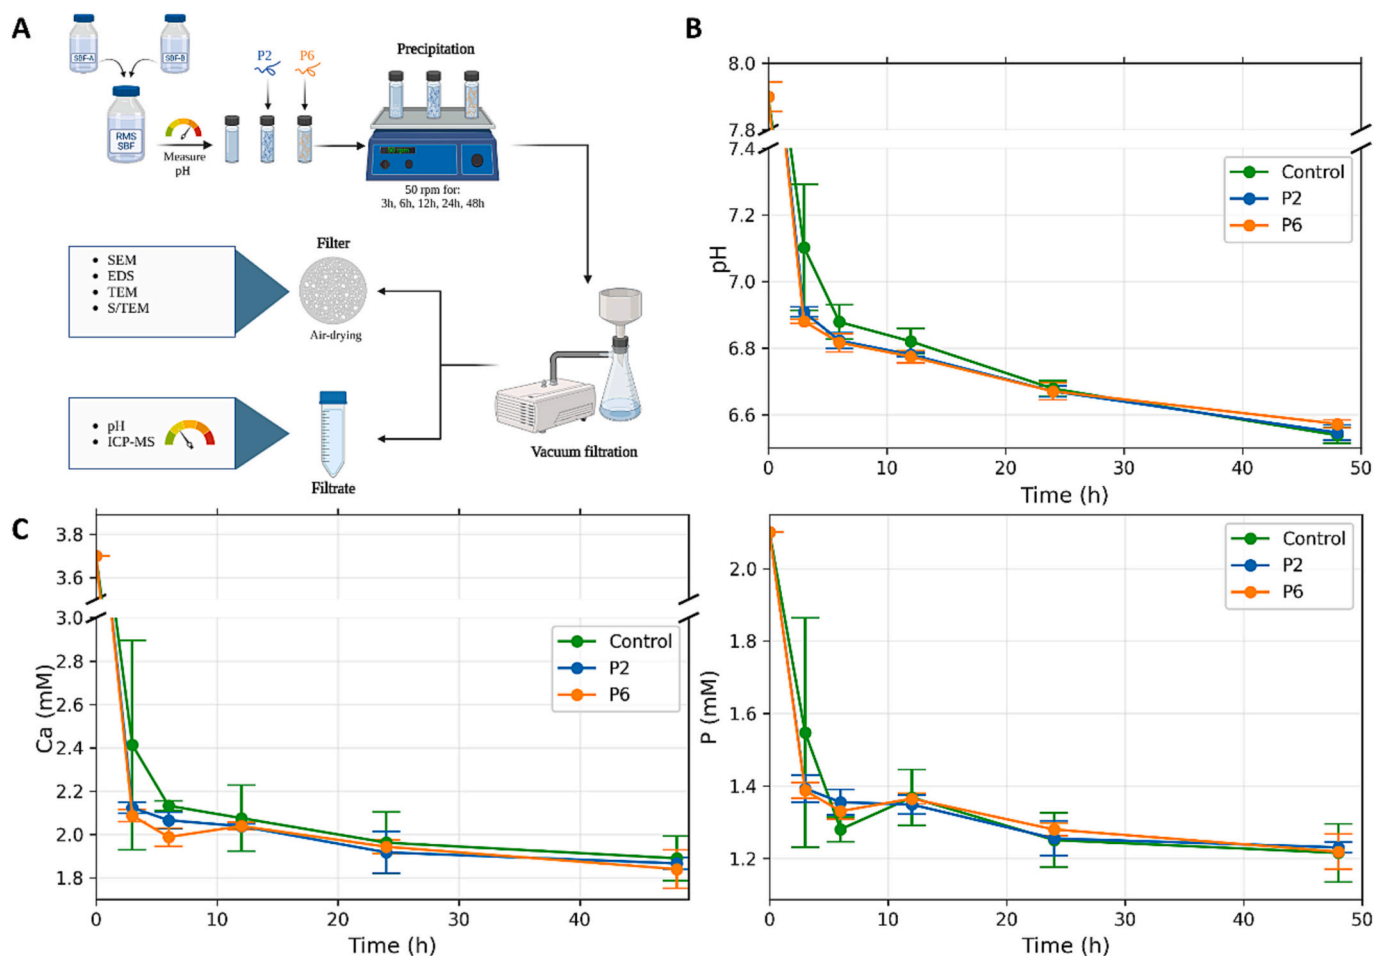 A
SBF-A
SBF-B
RMS
SBF
Measure
pH
P2
P6
Precipitation
50 rpm
50 rpm for:
3h, 6h, 12h, 24h, 48h
Filter
Air-drying
• SEM
• EDS
• TEM
• S/TEM
• pH
• ICP-MS
Filtrate
Vacuum filtration
B
8.0
7.8
7.4
7.2
7.0
6.8
6.6
pH
Control
P2
P6
0
10
20
30
40
50
Time (h)
C
3.8
3.6
3.0
2.8
2.6
2.4
2.2
2.0
1.8
Ca (mM)
Control
P2
P6
0
10
20
30
40
Time (h)
2.0
1.8
1.6
1.4
1.2
P (mM)
Control
P2
P6
0
10
20
30
40
50
Time (h)